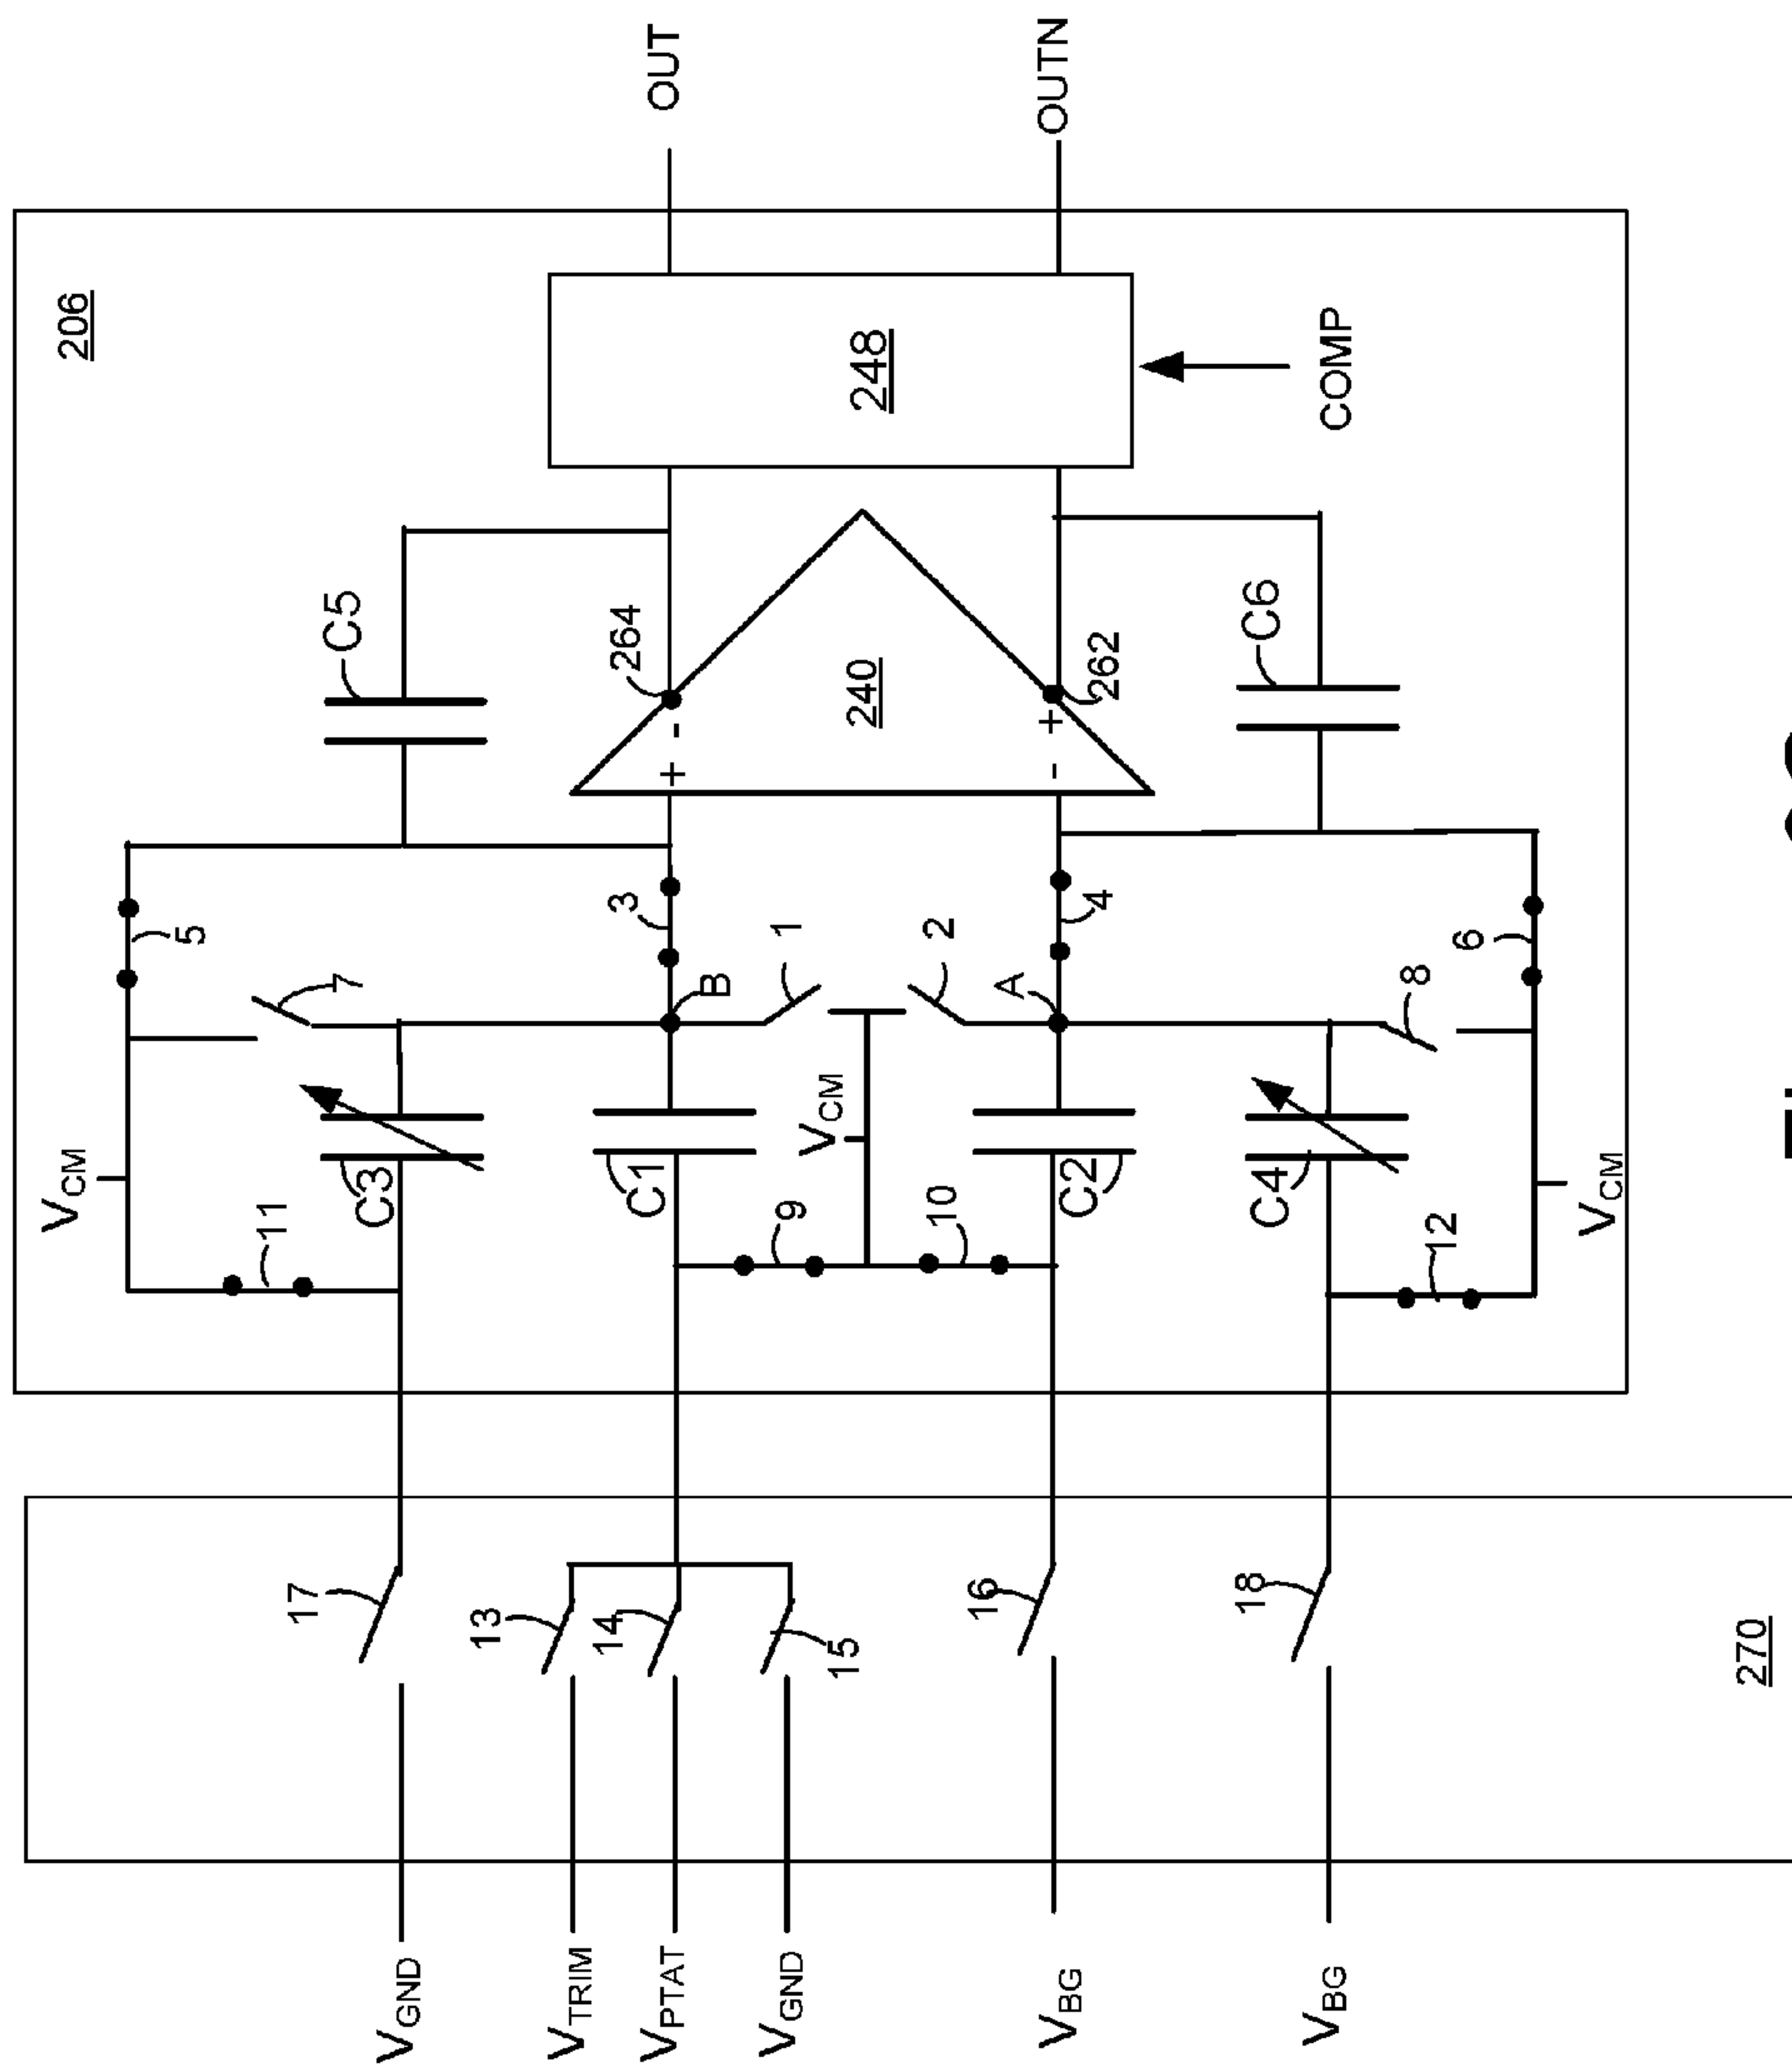 206
OUT
OUTN
248
COMP
C5
264
240
262
C6
5
3
4
6
7
B
1
2
A
8
VCM
C3
C1
VCM
C2
C4
VCM
11
9
10
12
17
13
14
15
16
18
270
VGND
VTRIM
VPTAT
VGND
VBG
VBG